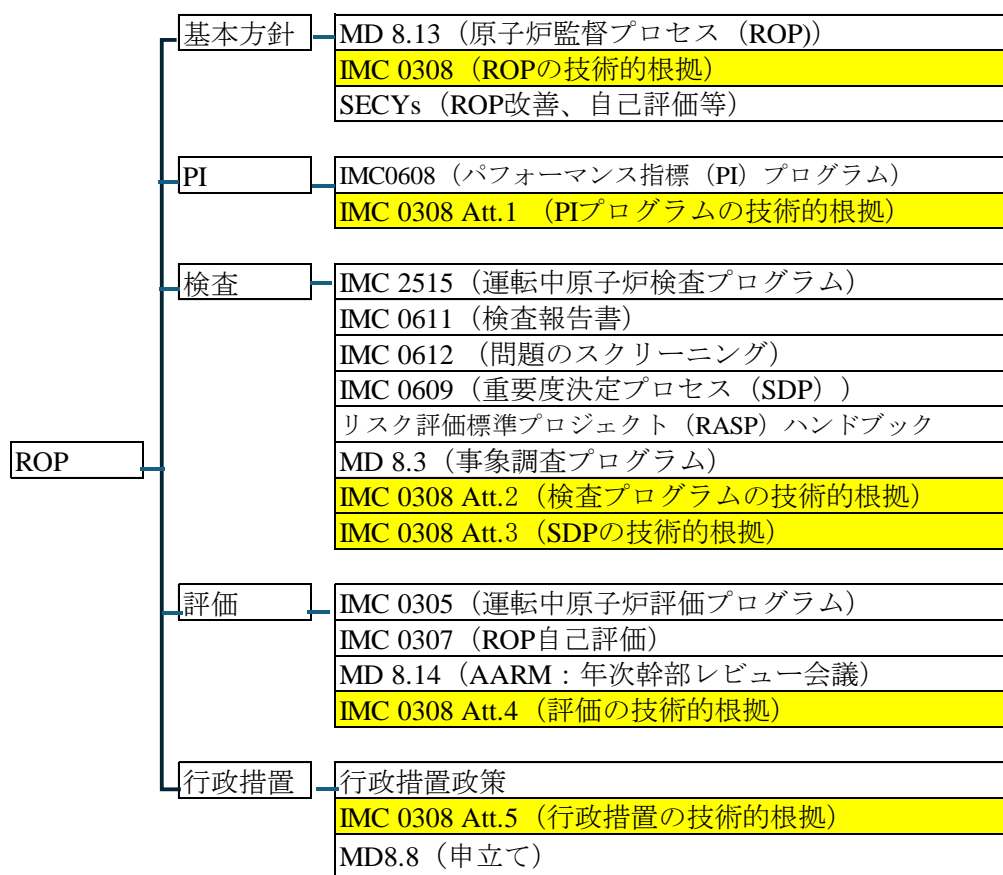 基本方針
MD 8.13（原子炉監督プロセス（ROP)）
IMC 0308（ROPの技術的根拠）
SECYs（ROP改善、自己評価等）
PI
IMC0608（パフォーマンス指標（PI）プログラム）
IMC 0308 Att.1 （PIプログラムの技術的根拠）
検査
IMC 2515（運転中原子炉検査プログラム）
IMC 0611（検査報告書）
IMC 0612 （問題のスクリーニング）
IMC 0609（重要度決定プロセス（SDP））
リスク評価標準プロジェクト（RASP）ハンドブック
ROP
MD 8.3（事象調査プログラム）
IMC 0308 Att.2（検査プログラムの技術的根拠）
IMC 0308 Att.3（SDPの技術的根拠）
評価
IMC 0305（運転中原子炉評価プログラム）
IMC 0307（ROP自己評価）
MD 8.14（AARM：年次幹部レビュー会議）
IMC 0308 Att.4（評価の技術的根拠）
行政措置
行政措置政策
IMC 0308 Att.5（行政措置の技術的根拠）
MD8.8（申立て）